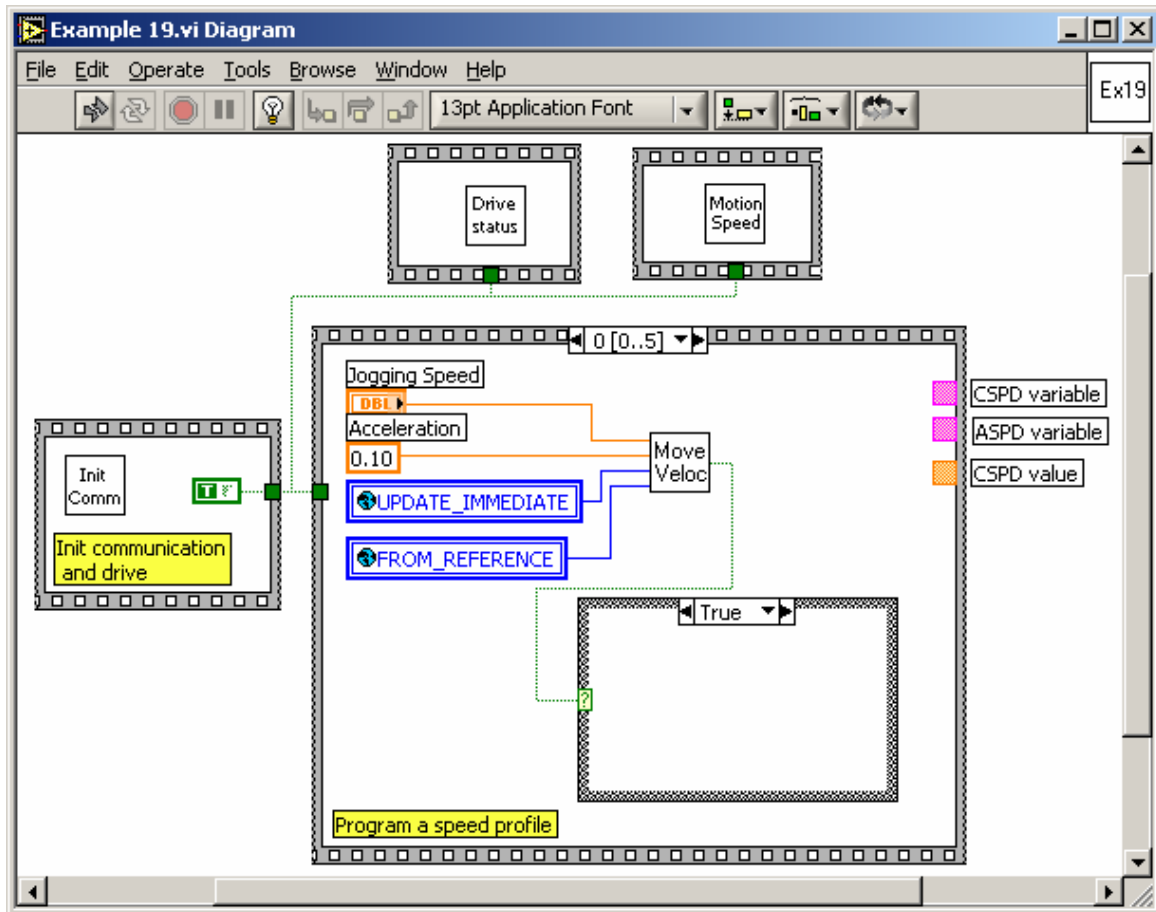 Example 19.vi Diagram
File Edit Operate Tools Browse Window Help
13pt Application Font
Ex19
Drive
status
Motion
Speed
0 [0..5]
Jogging Speed
DBL
Acceleration
0.10
Move
Veloc
UPDATE_IMMEDIATE
FROM_REFERENCE
CSPD variable
ASPD variable
CSPD value
Init
Comm
T
Init communication
and drive
True
?
Program a speed profile